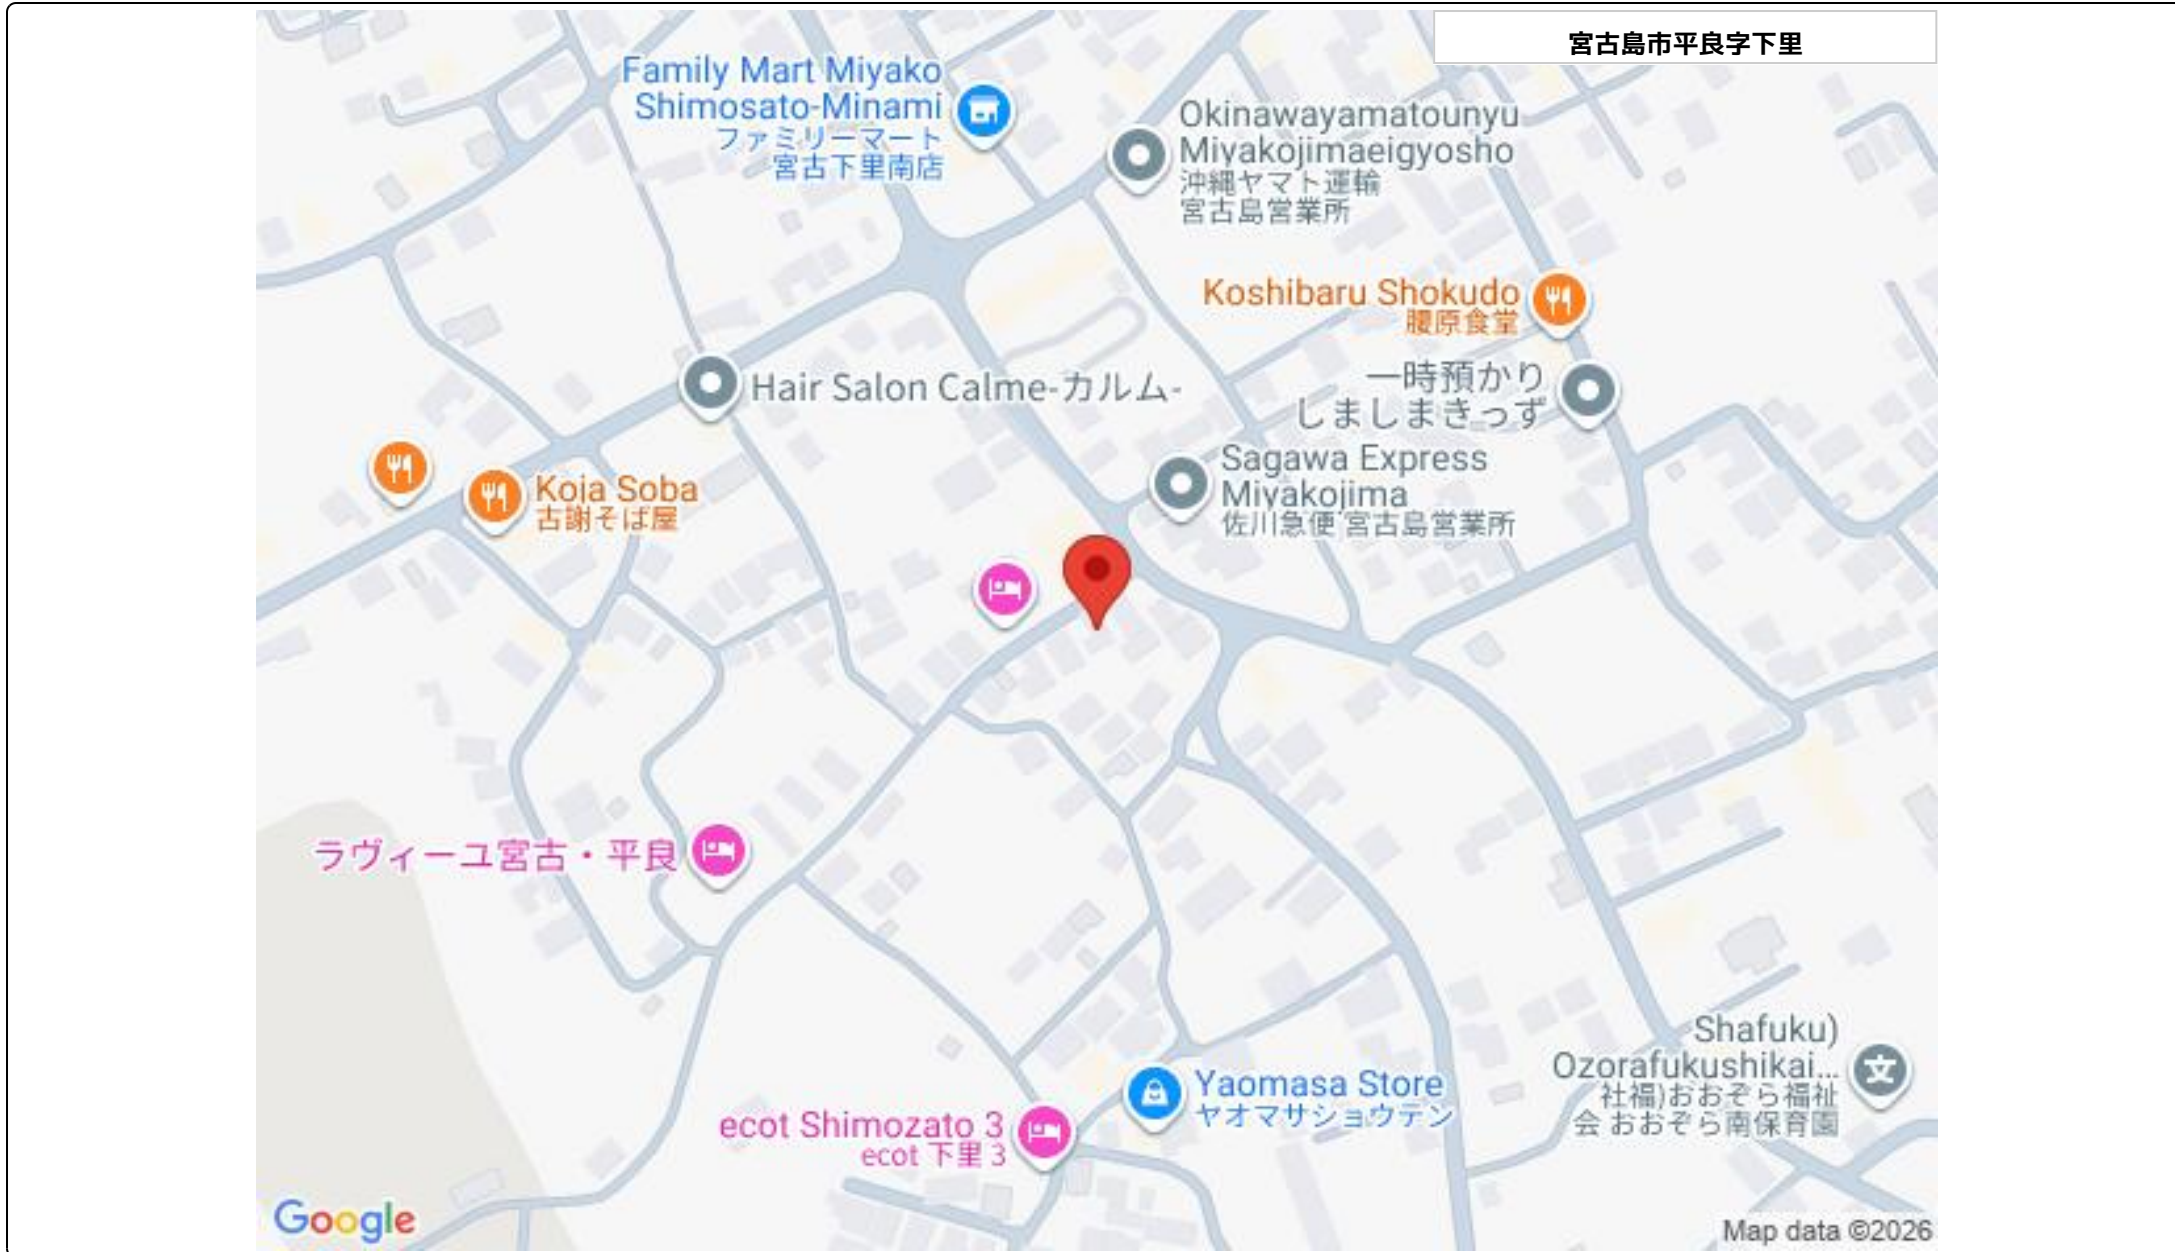 宮古島市平良字下里
Family Mart Miyako
Shimosato-Minami
ファミリーマート
宮古下里南店
Okinawayamatounyu
Miyakojimaeigyosho
沖縄ヤマト運輸
宮古島営業所
Koshibaru Shokudo
腰原食堂
一時預かり
しましまきっず
Hair Salon Calme-カルム-
Sagawa Express
Miyakojima
佐川急便 宮古島営業所
Koja Soba
古謝そば屋
ラヴィーユ宮古・平良
Shafuku)
Ozorafukushikai...
社福)おおぞら福祉
会 おおぞら南保育園
Yaomasa Store
ヤオマサショウテン
ecot Shimozato 3
ecot 下里 3
Google
Map data ©2026